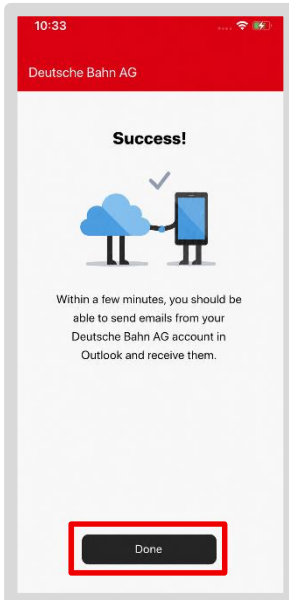 10:33
Deutsche Bahn AG
Success!
Within a few minutes, you should be
able to send emails from your
Deutsche Bahn AG account in
Outlook and receive them.
Done